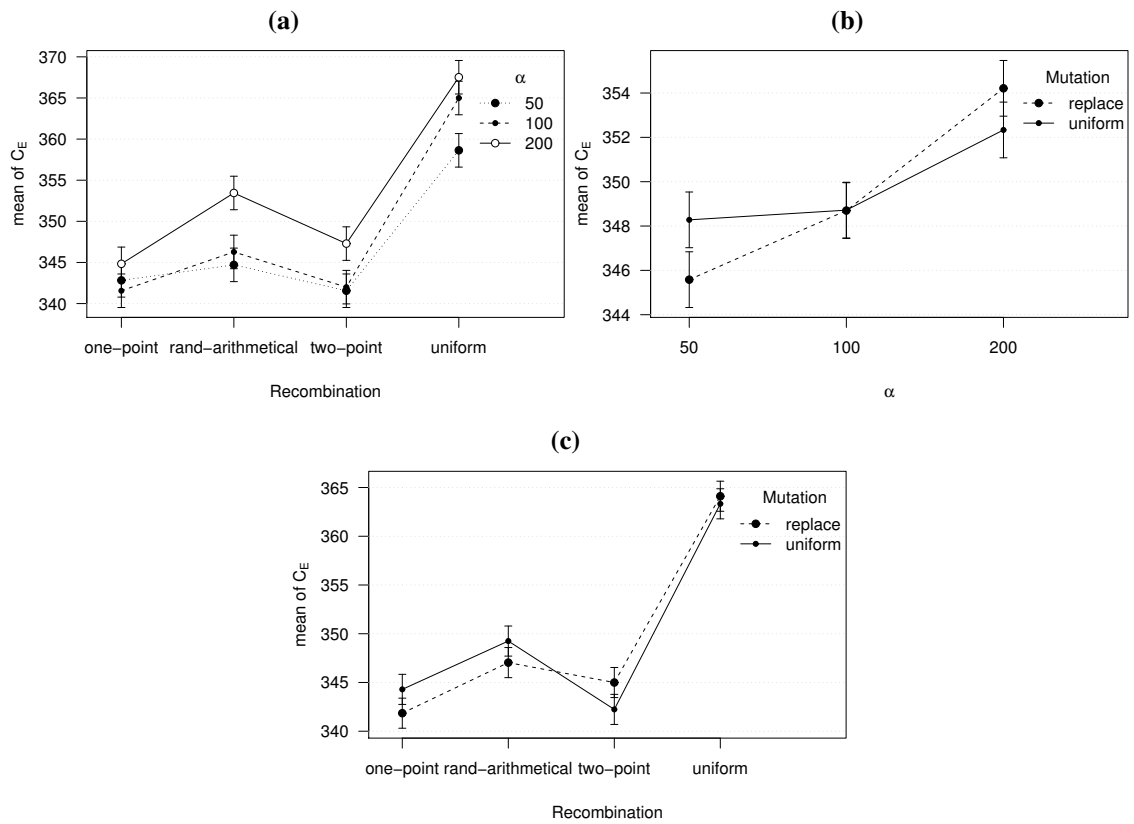 (a)
370
365
360
355
350
345
340
mean of C_E
α
50
100
200
one−point rand−arithmetical two−point uniform
Recombination
(b)
354
352
350
348
346
344
mean of C_E
Mutation
replace
uniform
50 100 200
α
(c)
365
360
355
350
345
340
mean of C_E
Mutation
replace
uniform
one−point rand−arithmetical two−point uniform
Recombination